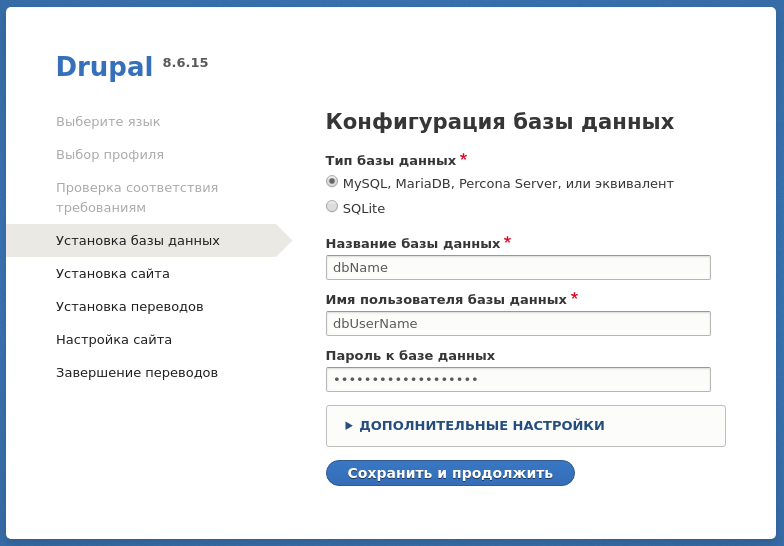 Drupal 8.6.15
Выберите язык
Выбор профиля
Проверка соответствия
требованиям
Установка базы данных
Установка сайта
Установка переводов
Настройка сайта
Завершение переводов
Конфигурация базы данных
Тип базы данных *
MySQL, MariaDB, Percona Server, или эквивалент
SQLite
Название базы данных *
dbName
Имя пользователя базы данных *
dbUserName
Пароль к базе данных
•••••••••••••••••••
ДОПОЛНИТЕЛЬНЫЕ НАСТРОЙКИ
Сохранить и продолжить